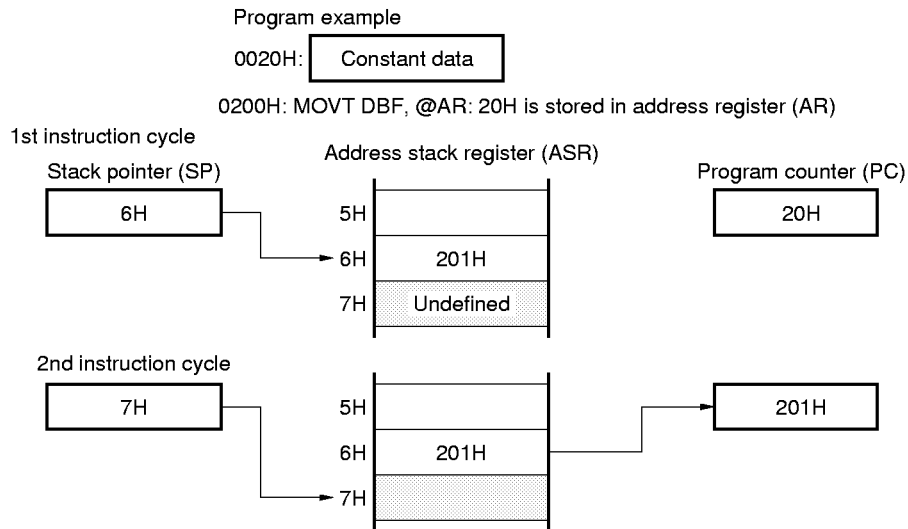 Program example
0020H: Constant data
0200H: MOVT DBF, @AR: 20H is stored in address register (AR)
1st instruction cycle
Stack pointer (SP)
Address stack register (ASR)
Program counter (PC)
6H
5H
20H
6H
201H
7H
Undefined
2nd instruction cycle
7H
5H
201H
6H
201H
7H